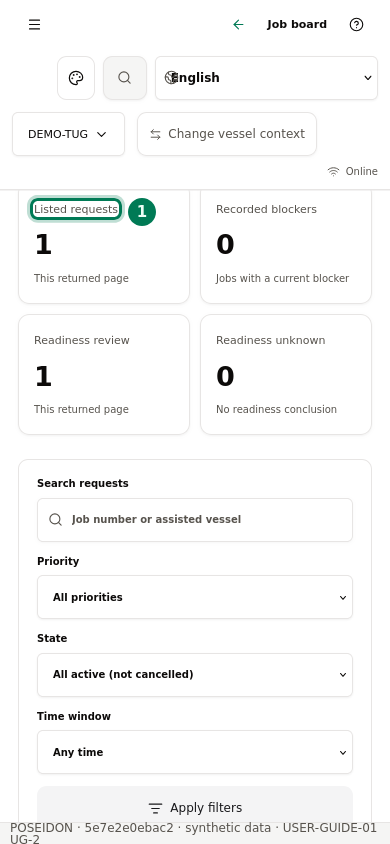 Job board
English
DEMO-TUG
Change vessel context
Online
Listed requests
1
1
This returned page
Recorded blockers
0
Jobs with a current blocker
Readiness review
1
This returned page
Readiness unknown
0
No readiness conclusion
Search requests
Job number or assisted vessel
Priority
All priorities
State
All active (not cancelled)
Time window
Any time
Apply filters
POSEIDON · 5e7e2e0ebac2 · synthetic data · USER-GUIDE-01
UG-2